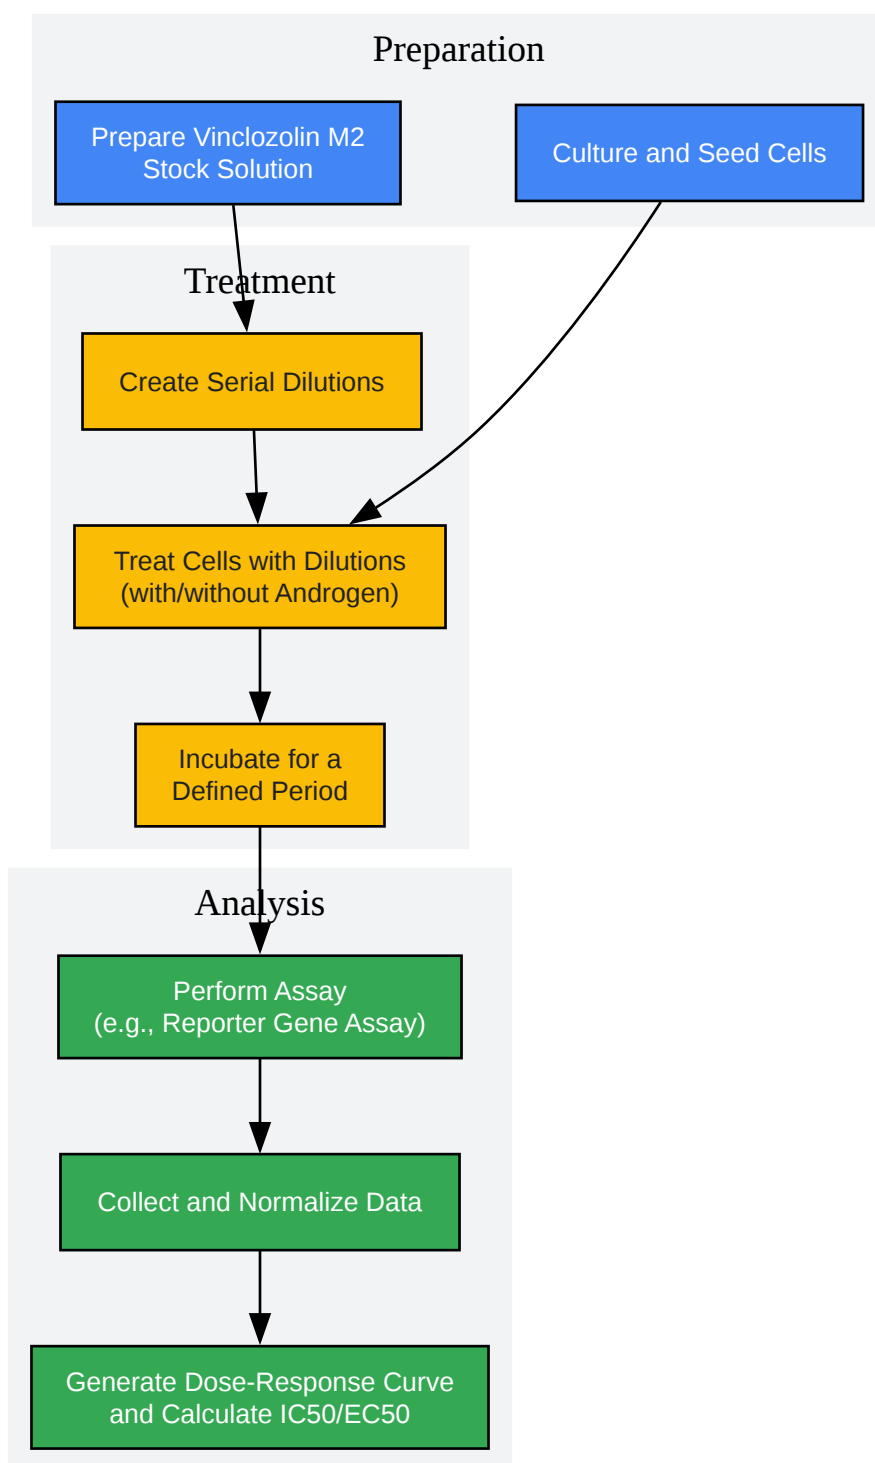 Preparation
Prepare Vinclozolin M2
Stock Solution
Culture and Seed Cells
Treatment
Create Serial Dilutions
Treat Cells with Dilutions
(with/without Androgen)
Incubate for a
Defined Period
Analysis
Perform Assay
(e.g., Reporter Gene Assay)
Collect and Normalize Data
Generate Dose-Response Curve
and Calculate IC50/EC50